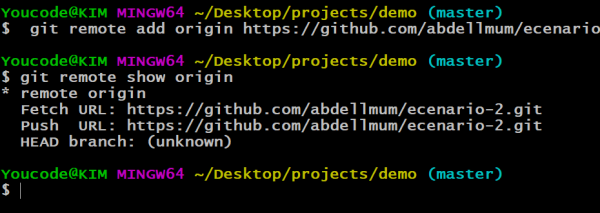 Youcode@KIM MINGW64 ~/Desktop/projects/demo (master)
$ git remote add origin https://github.com/abdellmum/ecenario
Youcode@KIM MINGW64 ~/Desktop/projects/demo (master)
$ git remote show origin
* remote origin
Fetch URL: https://github.com/abdellmum/ecenario-2.git
Push URL: https://github.com/abdellmum/ecenario-2.git
HEAD branch: (unknown)
Youcode@KIM MINGW64 ~/Desktop/projects/demo (master)
$